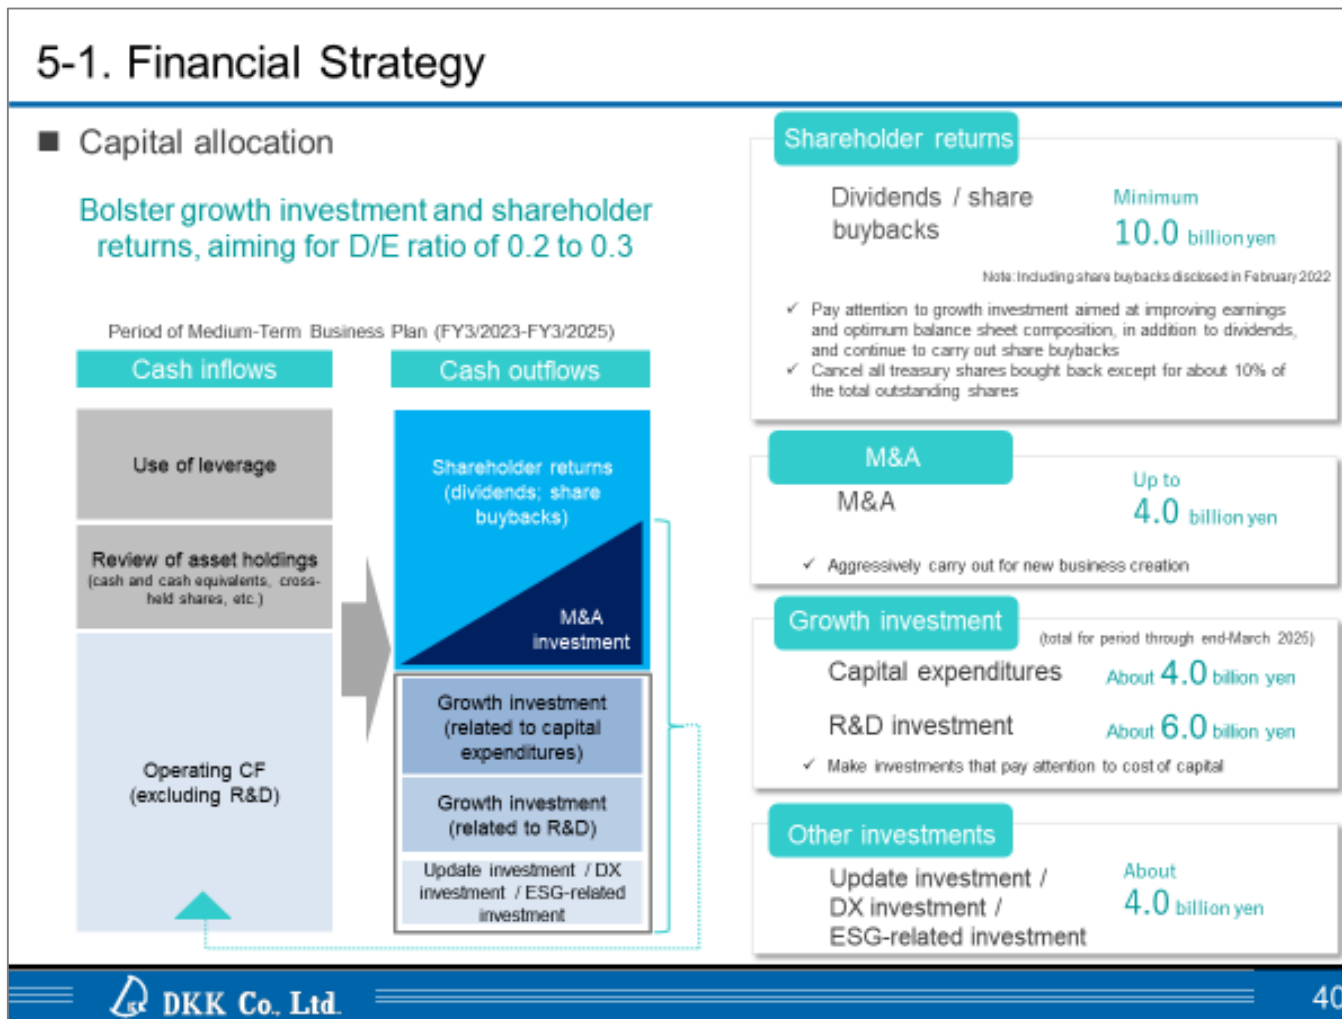 5-1. Financial Strategy
■ Capital allocation
Bolster growth investment and shareholder
returns, aiming for D/E ratio of 0.2 to 0.3
Period of Medium-Term Business Plan (FY3/2023-FY3/2025)
Cash inflows
Use of leverage
Review of asset holdings
(cash and cash equivalents, cross-
held shares, etc.)
Operating CF
(excluding R&D)
Cash outflows
Shareholder returns
(dividends; share
buybacks)
M&A
investment
Growth investment
(related to capital
expenditures)
Growth investment
(related to R&D)
Update investment / DX
investment / ESG-related
investment
Shareholder returns
Dividends / share
buybacks
Minimum
10.0 billion yen
Note: Including share buybacks disclosed in February 2022
✓ Pay attention to growth investment aimed at improving earnings
and optimum balance sheet composition, in addition to dividends,
and continue to carry out share buybacks
✓ Cancel all treasury shares bought back except for about 10% of
the total outstanding shares
M&A
M&A
Up to
4.0 billion yen
✓ Aggressively carry out for new business creation
Growth investment
(total for period through end-March 2025)
Capital expenditures About 4.0 billion yen
R&D investment About 6.0 billion yen
✓ Make investments that pay attention to cost of capital
Other investments
Update investment /
DX investment /
ESG-related investment
About
4.0 billion yen
DKK Co., Ltd.
40